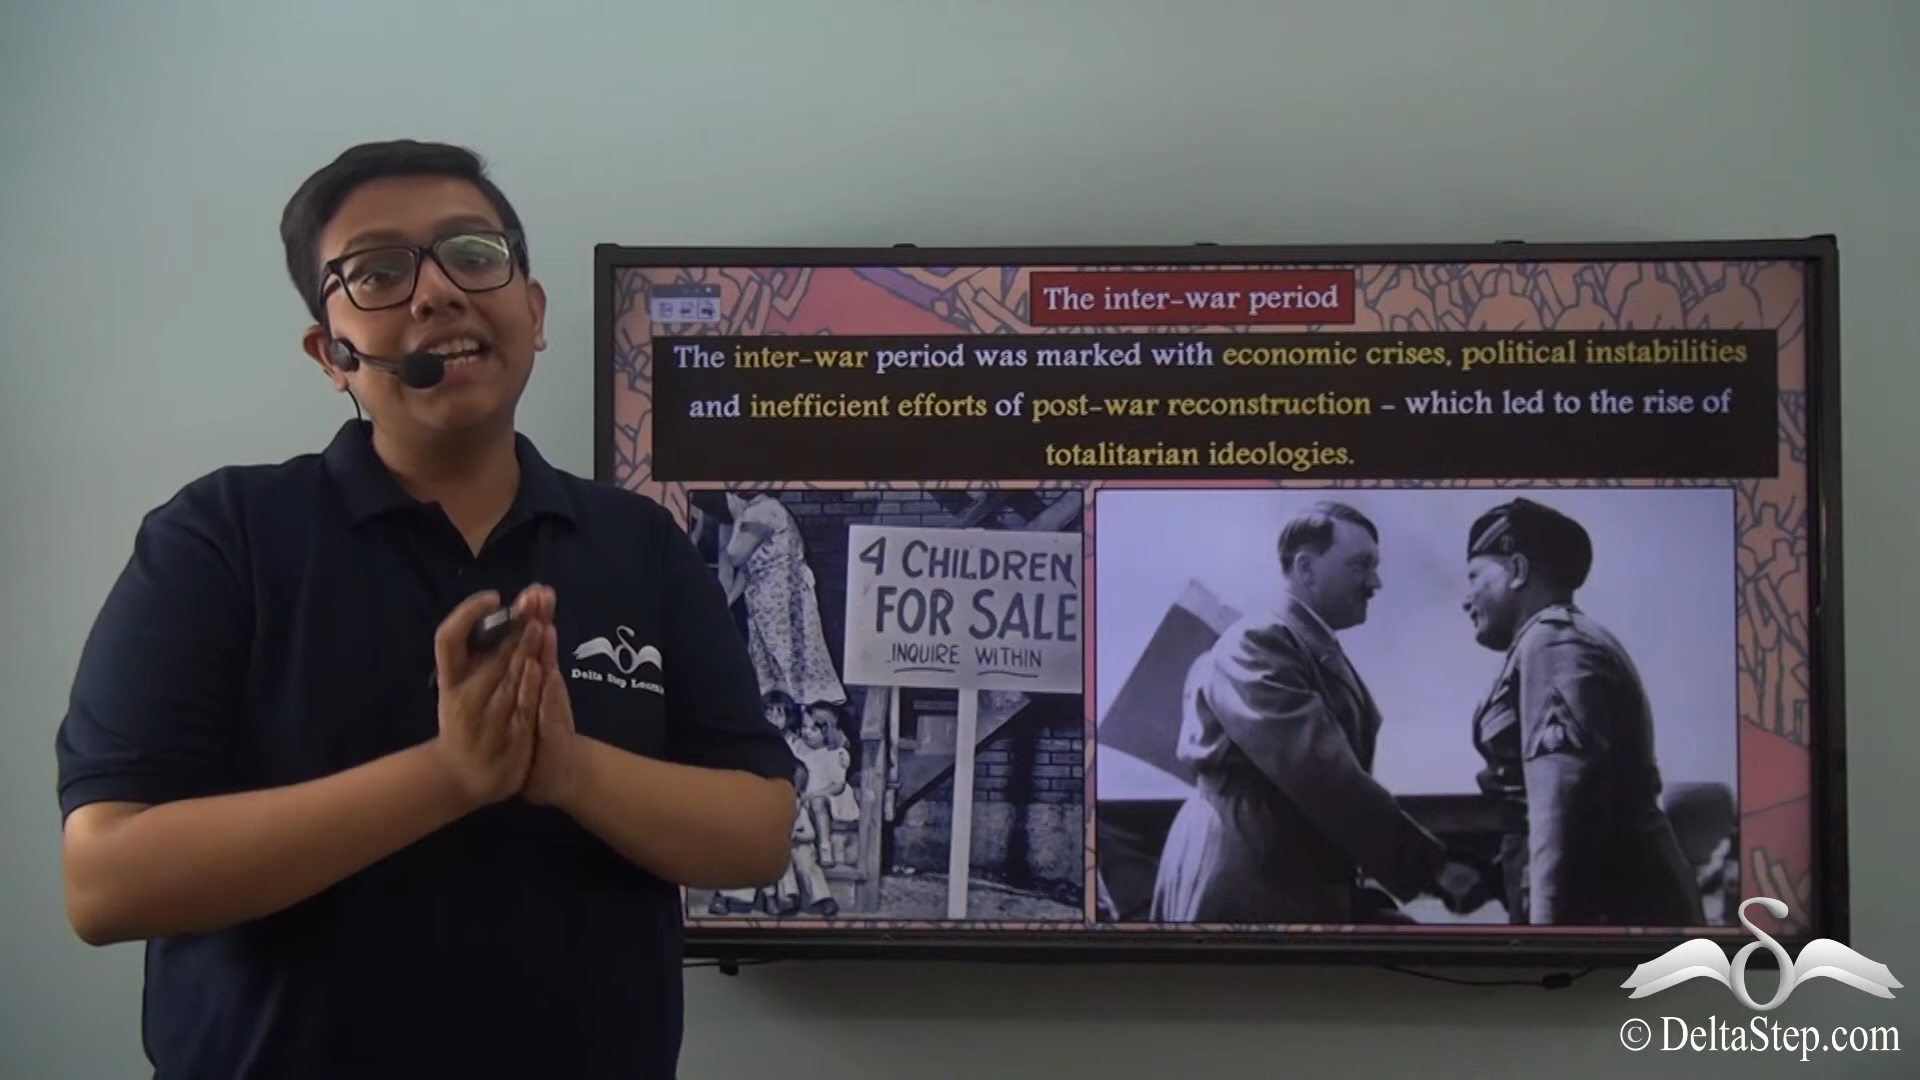 The inter-war period
The inter-war period was marked with economic crises, political instabilities
and inefficient efforts of post-war reconstruction - which led to the rise of
totalitarian ideologies.
4 CHILDREN
FOR SALE
INQUIRE WITHIN
Delta Step
© DeltaStep.com